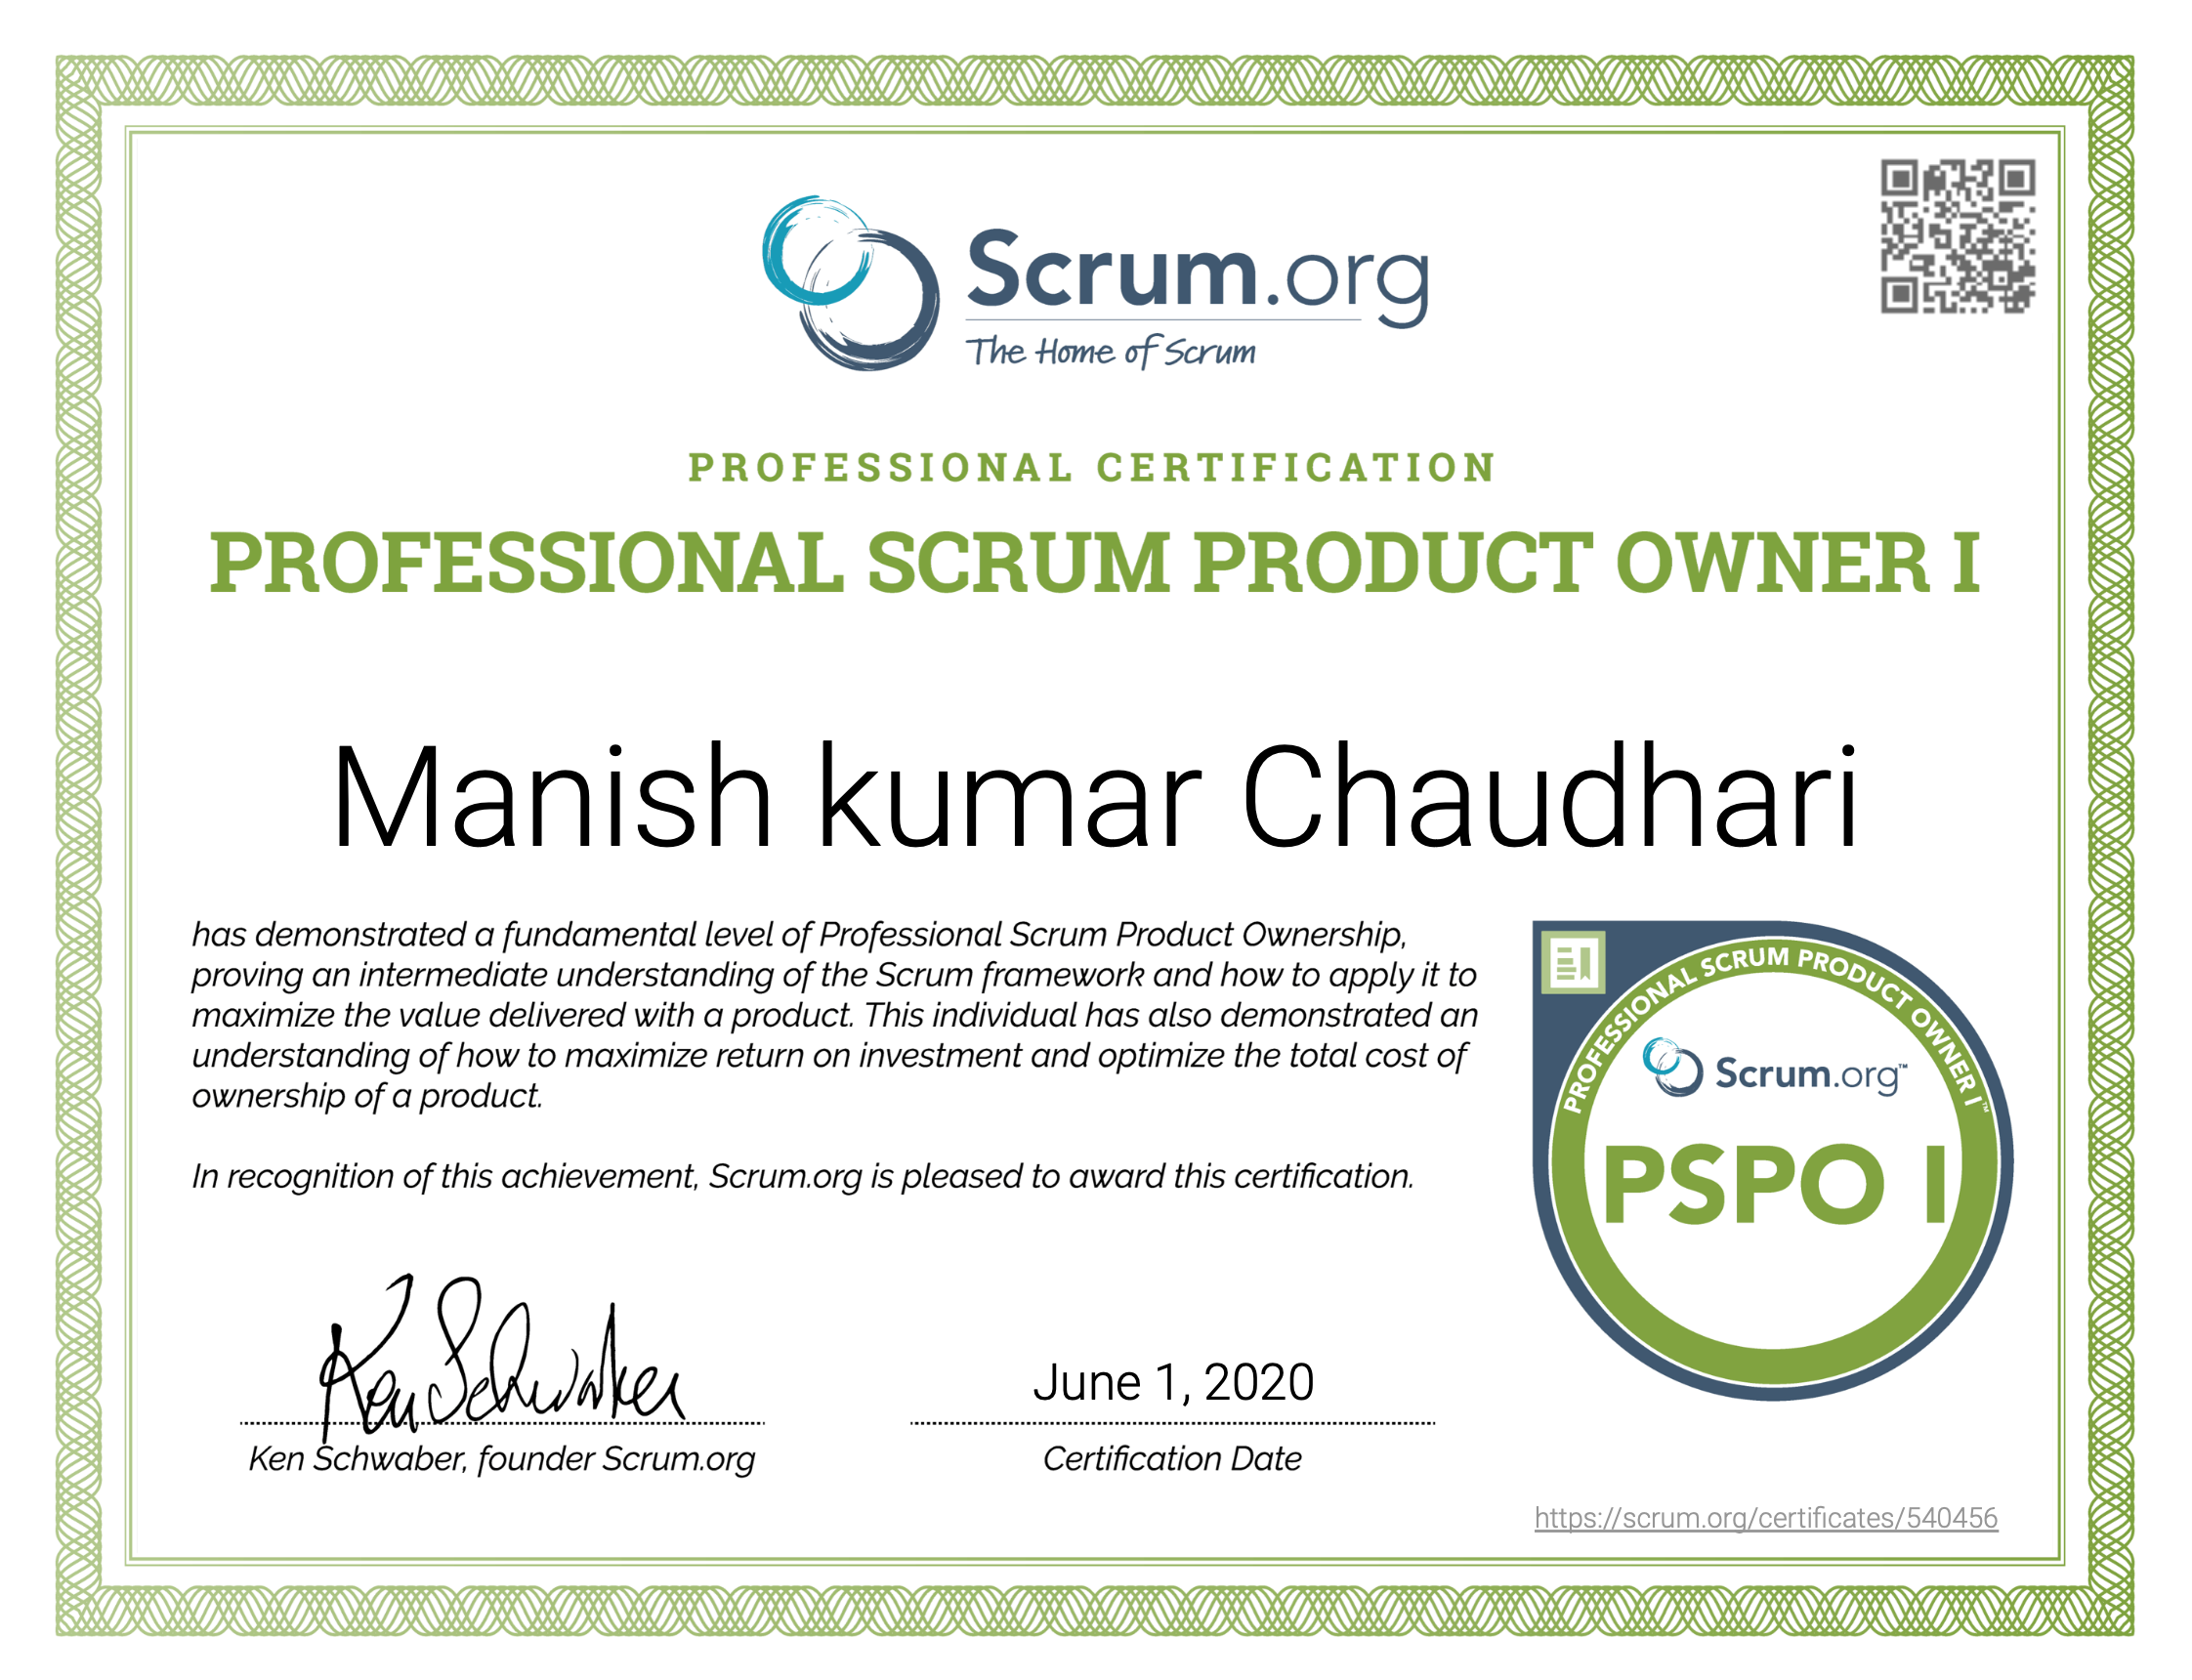 Scrum.org
The Home of Scrum
PROFESSIONAL CERTIFICATION
PROFESSIONAL SCRUM PRODUCT OWNER I
Manish kumar Chaudhari
has demonstrated a fundamental level of Professional Scrum Product Ownership,
proving an intermediate understanding of the Scrum framework and how to apply it to
maximize the value delivered with a product. This individual has also demonstrated an
understanding of how to maximize return on investment and optimize the total cost of
ownership of a product.
In recognition of this achievement, Scrum.org is pleased to award this certification.
PROFESSIONAL SCRUM PRODUCT OWNER I™
Scrum.org™
PSPO I
Ken Schwaber
Ken Schwaber, founder Scrum.org
June 1, 2020
Certification Date
https://scrum.org/certificates/540456